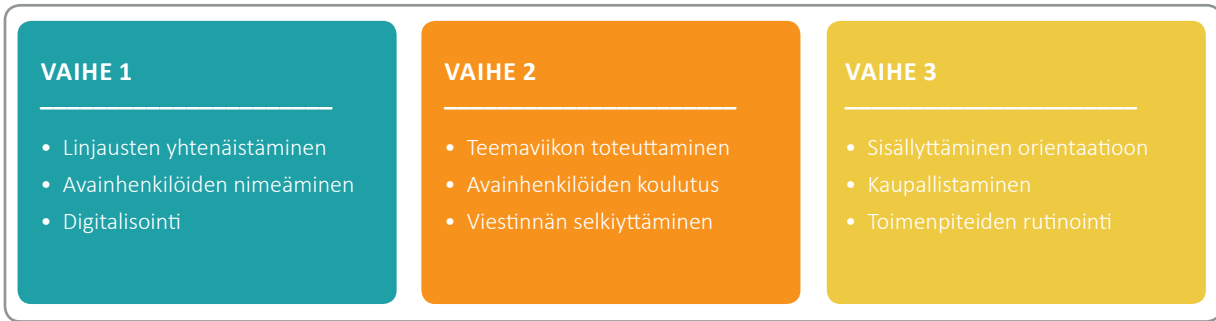 VAIHE 1
• Linjausten yhtenäistäminen
• Avainhenkilöiden nimeäminen
• Digitalisointi
VAIHE 2
• Teemaviikon toteuttaminen
• Avainhenkilöiden koulutus
• Viestinnän selkiyttäminen
VAIHE 3
• Sisällyttäminen orientaatioon
• Kaupallistaminen
• Toimenpiteiden rutinointi